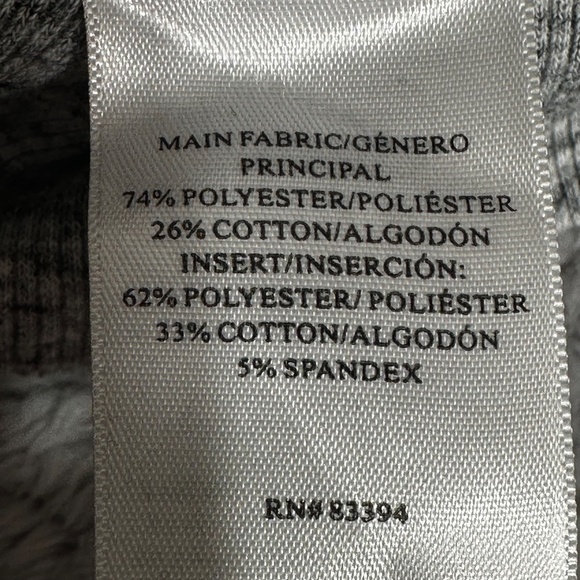 MAIN FABRIC/GÉNERO
PRINCIPAL
74% POLYESTER/POLIÉSTER
26% COTTON/ALGODÓN
INSERT/INSERCIÓN:
62% POLYESTER/ POLIÉSTER
33% COTTON/ALGODÓN
5% SPANDEX
RN# 83394